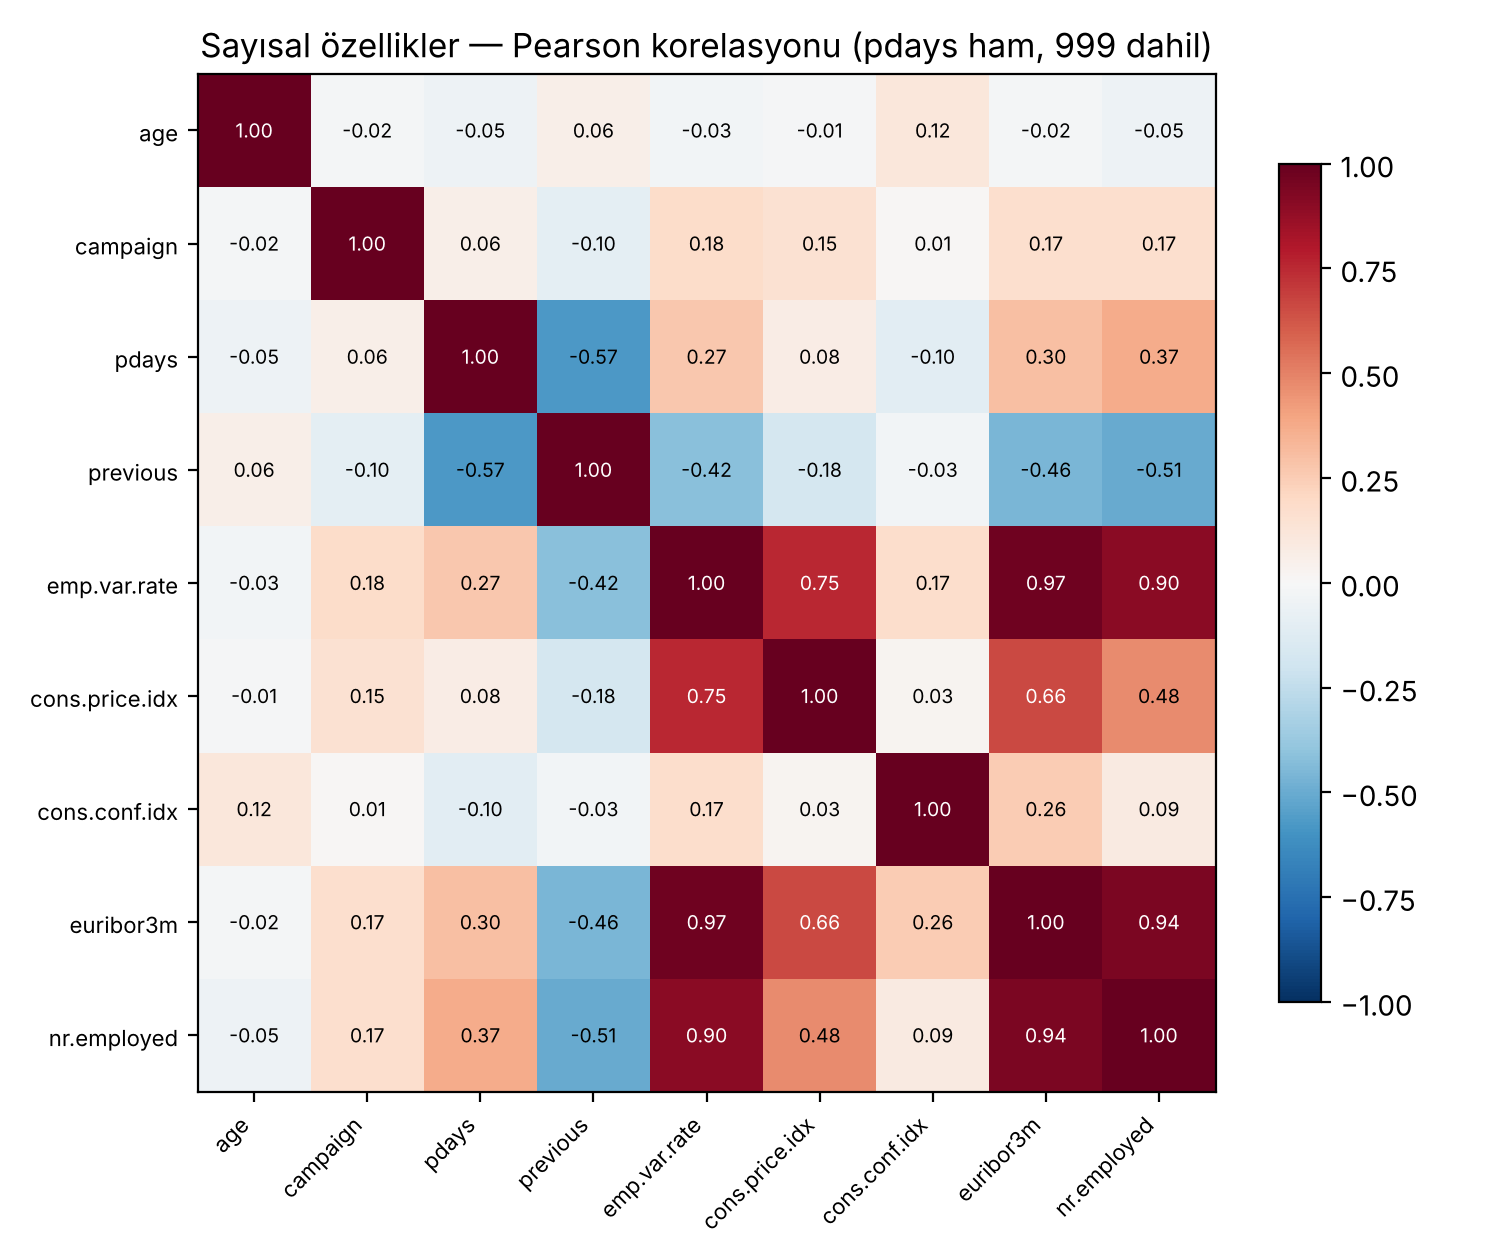 Sayısal özellikler — Pearson korelasyonu (pdays ham, 999 dahil)
age 1.00 -0.02 -0.05 0.06 -0.03 -0.01 0.12 -0.02 -0.05
campaign -0.02 1.00 0.06 -0.10 0.18 0.15 0.01 0.17 0.17
pdays -0.05 0.06 1.00 -0.57 0.27 0.08 -0.10 0.30 0.37
previous 0.06 -0.10 -0.57 1.00 -0.42 -0.18 -0.03 -0.46 -0.51
emp.var.rate -0.03 0.18 0.27 -0.42 1.00 0.75 0.17 0.97 0.90
cons.price.idx -0.01 0.15 0.08 -0.18 0.75 1.00 0.03 0.66 0.48
cons.conf.idx 0.12 0.01 -0.10 -0.03 0.17 0.03 1.00 0.26 0.09
euribor3m -0.02 0.17 0.30 -0.46 0.97 0.66 0.26 1.00 0.94
nr.employed -0.05 0.17 0.37 -0.51 0.90 0.48 0.09 0.94 1.00
age campaign pdays previous emp.var.rate cons.price.idx cons.conf.idx euribor3m nr.employed
1.00
0.75
0.50
0.25
0.00
−0.25
−0.50
−0.75
−1.00